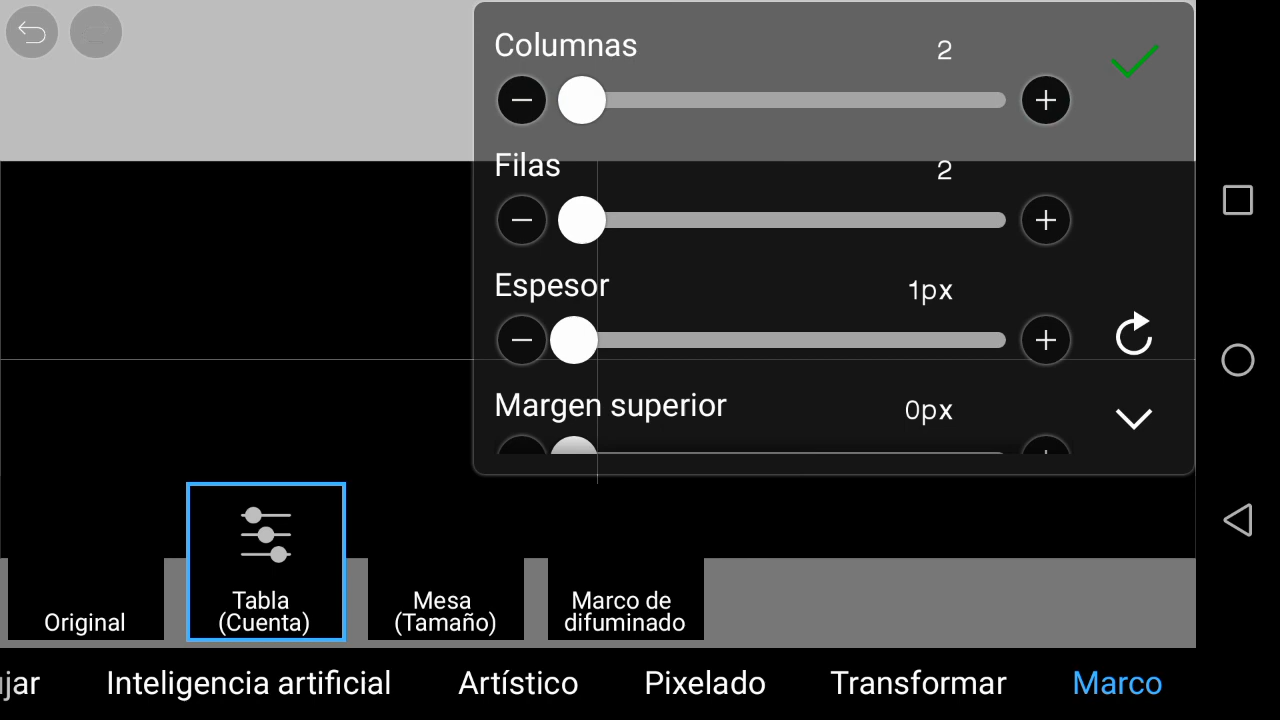 Columnas 2
Filas 2
Espesor 1px
Margen superior 0px
Original
Tabla
(Cuenta)
Mesa
(Tamaño)
Marco de
difuminado
jar Inteligencia artificial Artístico Pixelado Transformar Marco